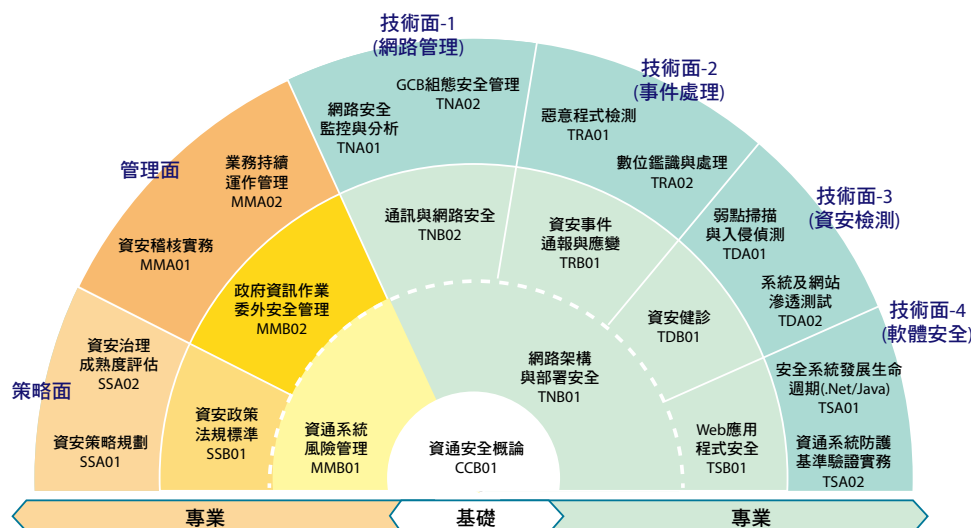 技術面-1
(網路管理)
技術面-2
(事件處理)
GCB組態安全管理
TNA02
網路安全
監控與分析
TNA01
惡意程式檢測
TRA01
數位鑑識與處理
TRA02
管理面
業務持續
運作管理
MMA02
資安稽核實務
MMA01
技術面-3
(資安檢測)
弱點掃描
與入侵偵測
TDA01
系統及網站
滲透測試
TDA02
通訊與網路安全
TNB02
資安事件
通報與應變
TRB01
政府資訊作業
委外安全管理
MMB02
資安健診
TDB01
技術面-4
(軟體安全)
策略面
資安治理
成熟度評估
SSA02
資安策略規劃
SSA01
資安政策
法規標準
SSB01
資通系統
風險管理
MMB01
網路架構
與部署安全
TNB01
資通安全概論
CCB01
Web應用
程式安全
TSB01
安全系統發展生命
週期(.Net/Java)
TSA01
資通系統防護
基準驗證實務
TSA02
專業
基礎
專業